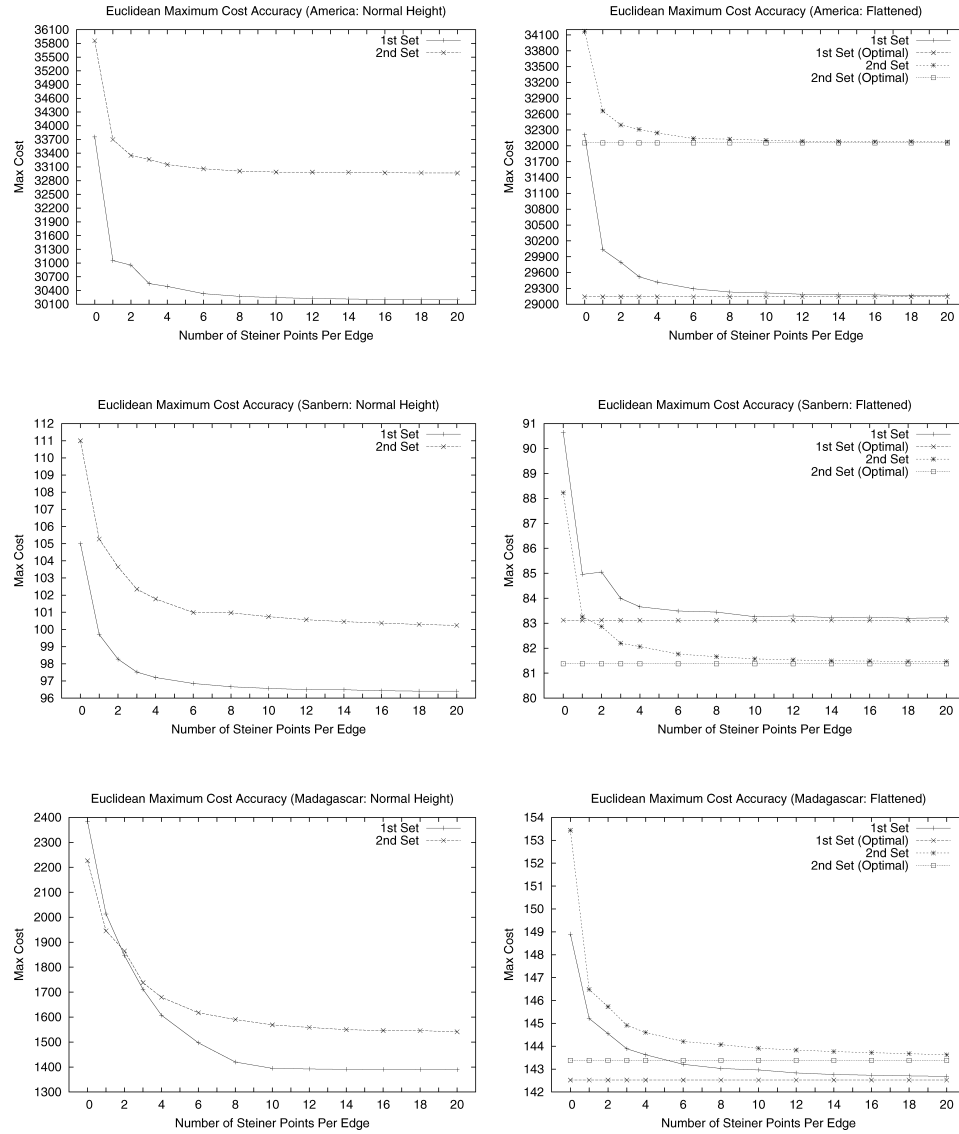 Euclidean Maximum Cost Accuracy (America: Normal Height)
1st Set
2nd Set
36100
35800
35500
35200
34900
34600
34300
34000
33700
33400
33100
32800
32500
32200
31900
31600
31300
31000
30700
30400
30100
Max Cost
0 2 4 6 8 10 12 14 16 18 20
Number of Steiner Points Per Edge
Euclidean Maximum Cost Accuracy (America: Flattened)
1st Set
1st Set (Optimal)
2nd Set
2nd Set (Optimal)
34100
33800
33500
33200
32900
32600
32300
32000
31700
31400
31100
30800
30500
30200
29900
29600
29300
29000
Max Cost
0 2 4 6 8 10 12 14 16 18 20
Number of Steiner Points Per Edge
Euclidean Maximum Cost Accuracy (Sanbern: Normal Height)
1st Set
2nd Set
112
111
110
109
108
107
106
105
104
103
102
101
100
99
98
97
96
Max Cost
0 2 4 6 8 10 12 14 16 18 20
Number of Steiner Points Per Edge
Euclidean Maximum Cost Accuracy (Sanbern: Flattened)
1st Set
1st Set (Optimal)
2nd Set
2nd Set (Optimal)
91
90
89
88
87
86
85
84
83
82
81
80
Max Cost
0 2 4 6 8 10 12 14 16 18 20
Number of Steiner Points Per Edge
Euclidean Maximum Cost Accuracy (Madagascar: Normal Height)
1st Set
2nd Set
2400
2300
2200
2100
2000
1900
1800
1700
1600
1500
1400
1300
Max Cost
0 2 4 6 8 10 12 14 16 18 20
Number of Steiner Points Per Edge
Euclidean Maximum Cost Accuracy (Madagascar: Flattened)
1st Set
1st Set (Optimal)
2nd Set
2nd Set (Optimal)
154
153
152
151
150
149
148
147
146
145
144
143
142
Max Cost
0 2 4 6 8 10 12 14 16 18 20
Number of Steiner Points Per Edge